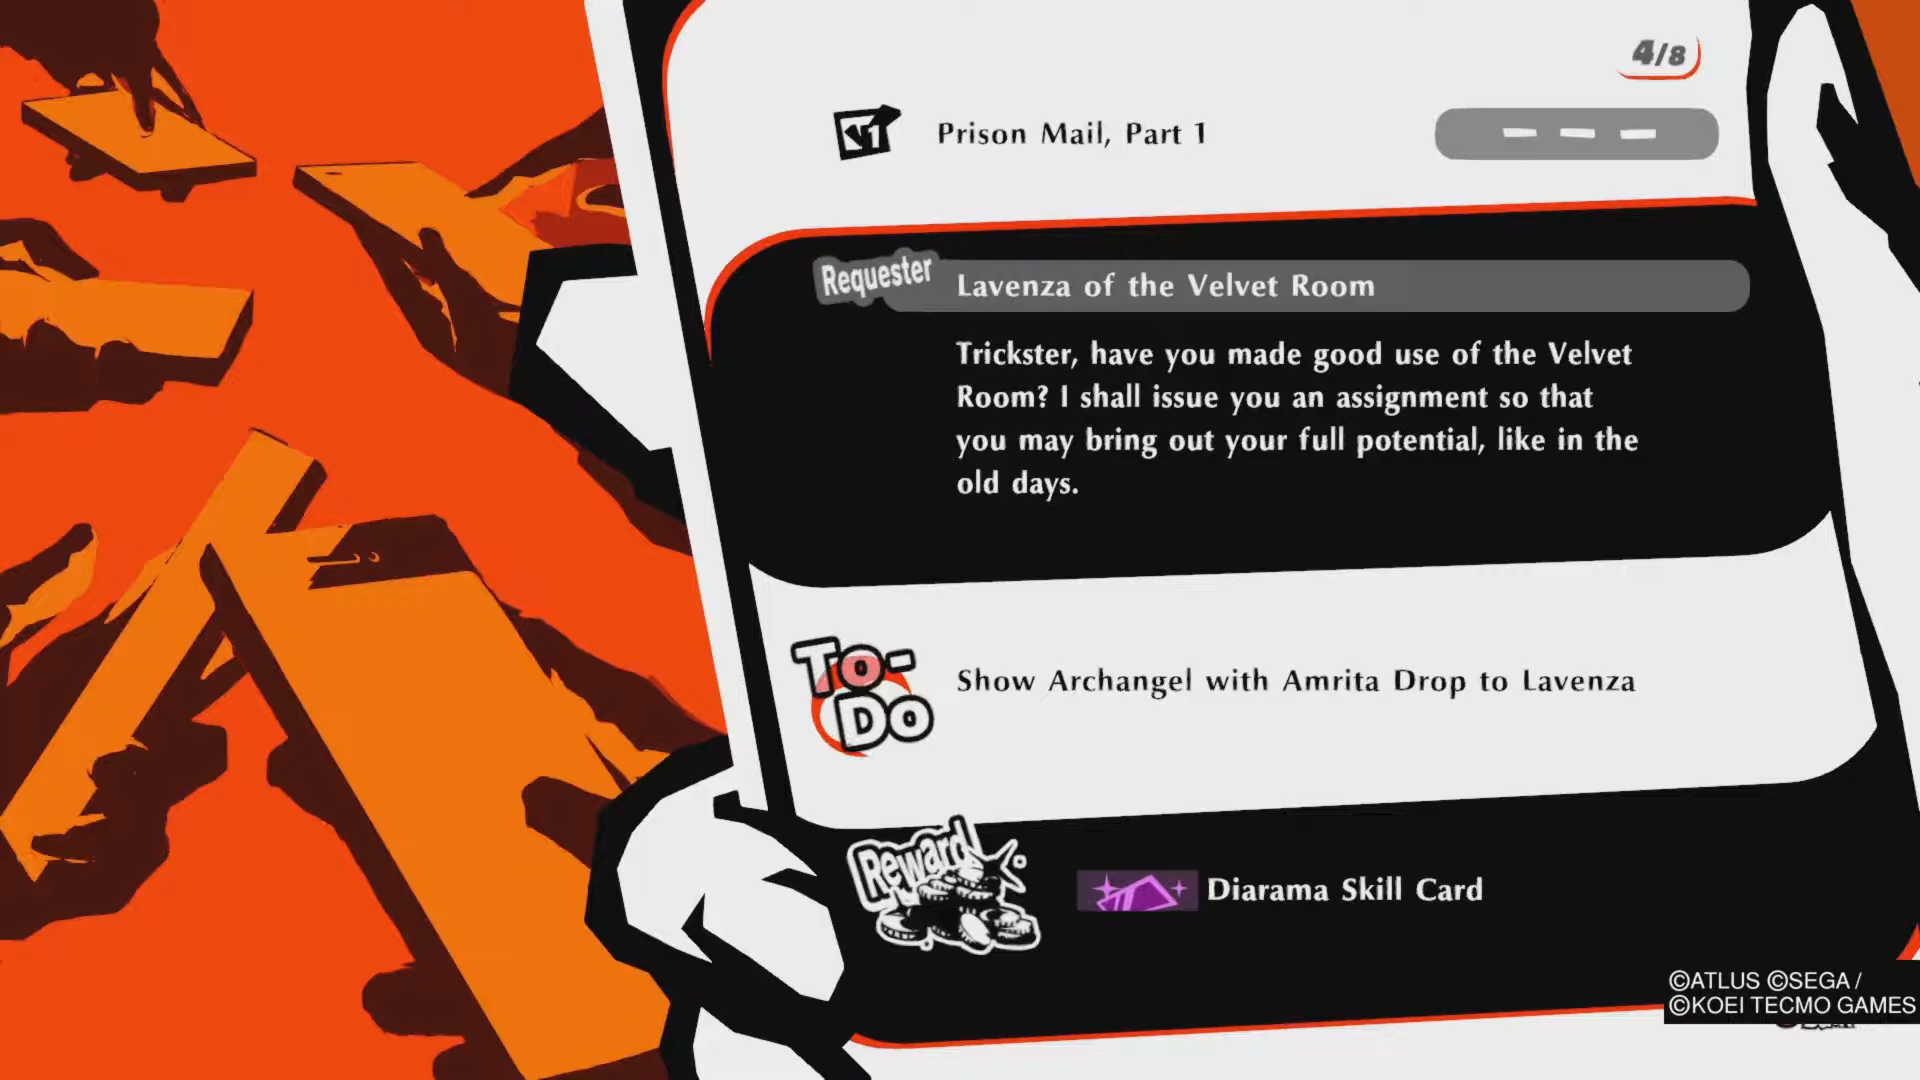 4/8
V1
Prison Mail, Part 1
Requester
Lavenza of the Velvet Room
Trickster, have you made good use of the Velvet
Room? I shall issue you an assignment so that
you may bring out your full potential, like in the
old days.
To-
Do
Show Archangel with Amrita Drop to Lavenza
Reward
Diarama Skill Card
©ATLUS ©SEGA /
©KOEI TECMO GAMES